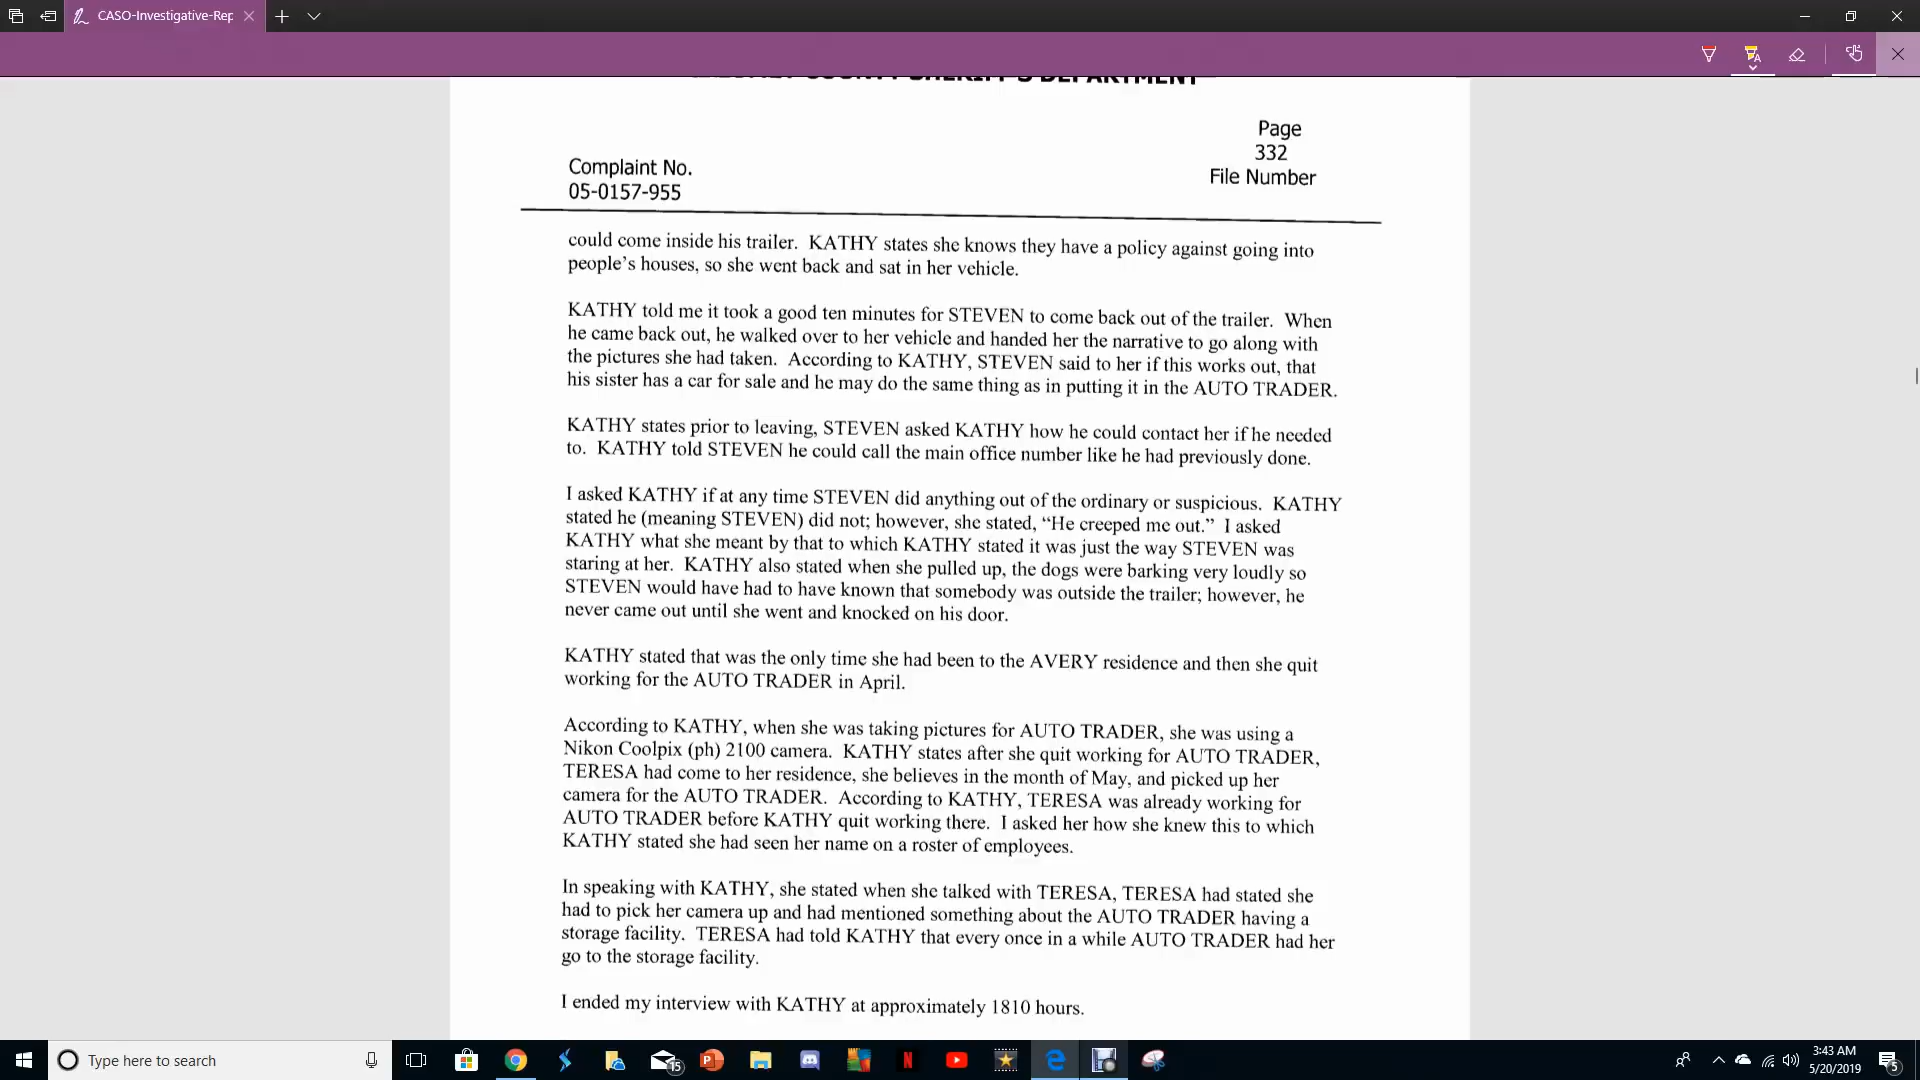 CASO-Investigative-Rep
COUNTY SHERIFF'S DEPARTMENT
Page
332
Complaint No.
File Number
05-0157-955
could come inside his trailer. KATHY states she knows they have a policy against going into
people's houses, so she went back and sat in her vehicle.
KATHY told me it took a good ten minutes for STEVEN to come back out of the trailer. When
he came back out, he walked over to her vehicle and handed her the narrative to go along with
the pictures she had taken. According to KATHY, STEVEN said to her if this works out, that
his sister has a car for sale and he may do the same thing as in putting it in the AUTO TRADER.
KATHY states prior to leaving, STEVEN asked KATHY how he could contact her if he needed
to. KATHY told STEVEN he could call the main office number like he had previously done.
I asked KATHY if at any time STEVEN did anything out of the ordinary or suspicious. KATHY
stated he (meaning STEVEN) did not; however, she stated, “He creeped me out.” I asked
KATHY what she meant by that to which KATHY stated it was just the way STEVEN was
staring at her. KATHY also stated when she pulled up, the dogs were barking very loudly so
STEVEN would have had to have known that somebody was outside the trailer; however, he
never came out until she went and knocked on his door.
KATHY stated that was the only time she had been to the AVERY residence and then she quit
working for the AUTO TRADER in April.
According to KATHY, when she was taking pictures for AUTO TRADER, she was using a
Nikon Coolpix (ph) 2100 camera. KATHY states after she quit working for AUTO TRADER,
TERESA had come to her residence, she believes in the month of May, and picked up her
camera for the AUTO TRADER. According to KATHY, TERESA was already working for
AUTO TRADER before KATHY quit working there. I asked her how she knew this to which
KATHY stated she had seen her name on a roster of employees.
In speaking with KATHY, she stated when she talked with TERESA, TERESA had stated she
had to pick her camera up and had mentioned something about the AUTO TRADER having a
storage facility. TERESA had told KATHY that every once in a while AUTO TRADER had her
go to the storage facility.
I ended my interview with KATHY at approximately 1810 hours.
Type here to search
15
3:43 AM
5/20/2019
5